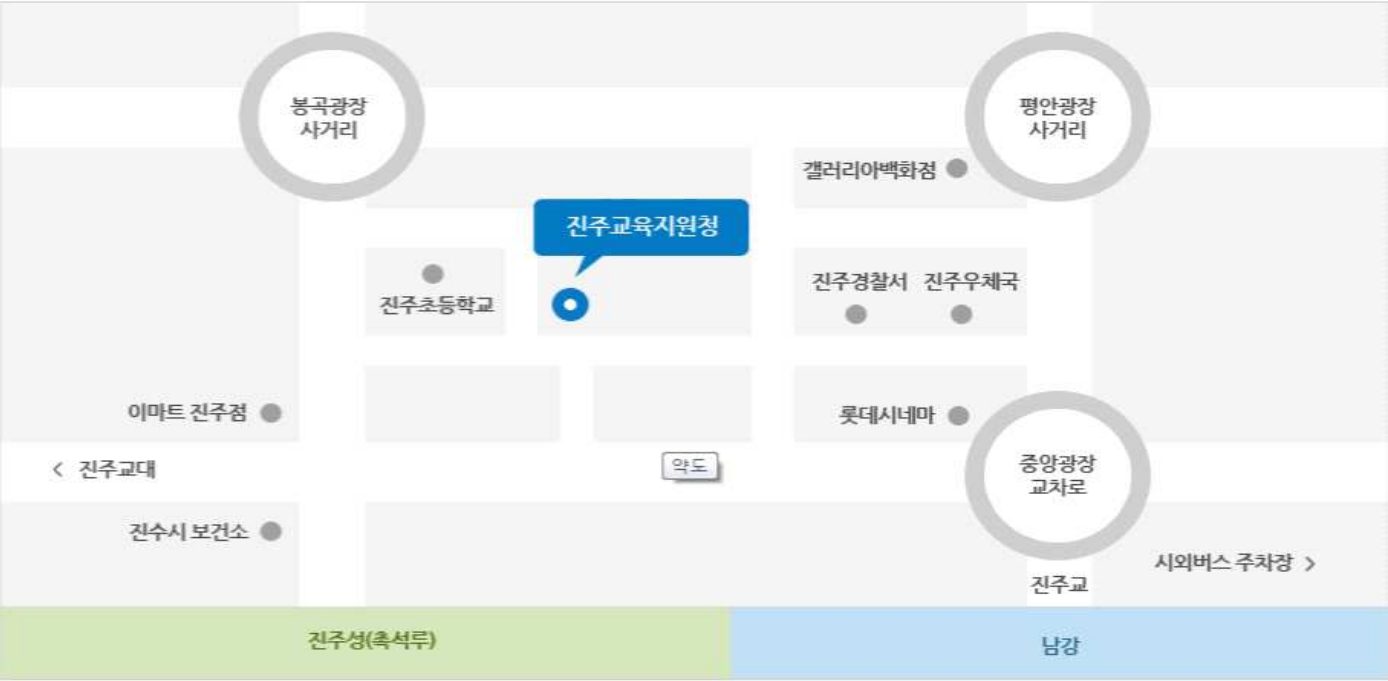 봉곡광장
사거리
평안광장
사거리
갤러리아백화점
진주교육지원청
진주초등학교
진주경찰서 진주우체국
이마트 진주점
롯데시네마
< 진주교대
약도
중앙광장
교차로
진수시 보건소
시외버스 주차장 >
진주교
진주성(촉석루)
남강